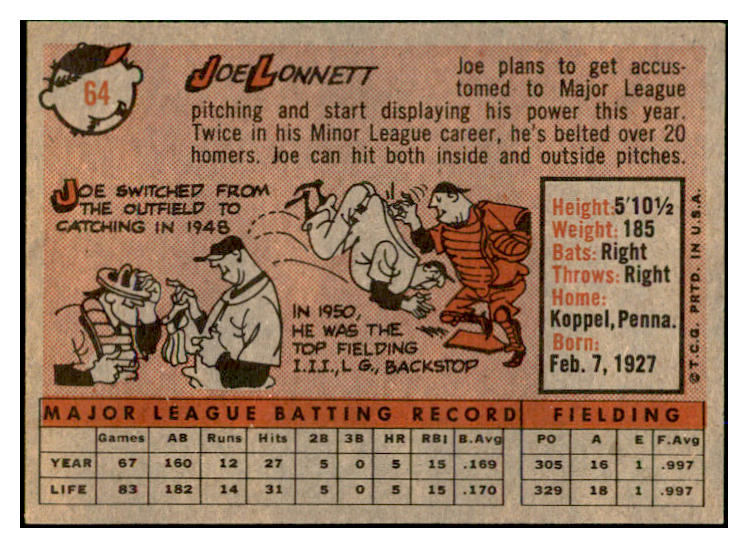 64
JOE LONNETT
Joe plans to get accus-
tomed to Major League
pitching and start displaying his power this year.
Twice in his Minor League career, he's belted over 20
homers. Joe can hit both inside and outside pitches.
JOE SWITCHED FROM
THE OUTFIELD TO
CATCHING IN 1948
IN 1950,
HE WAS THE
TOP FIELDING
I.I.I., L G., BACKSTOP
Height: 5'10½
Weight: 185
Bats: Right
Throws: Right
Home:
Koppel, Penna.
Born:
Feb. 7, 1927
© T.C.G. PRTD. IN U.S.A.
MAJOR LEAGUE BATTING RECORD FIELDING
Games AB Runs Hits 2B 3B HR RBI B.Avg PO A E F.Avg
YEAR 67 160 12 27 5 0 5 15 .169 305 16 1 .997
LIFE 83 182 14 31 5 0 5 15 .170 329 18 1 .997